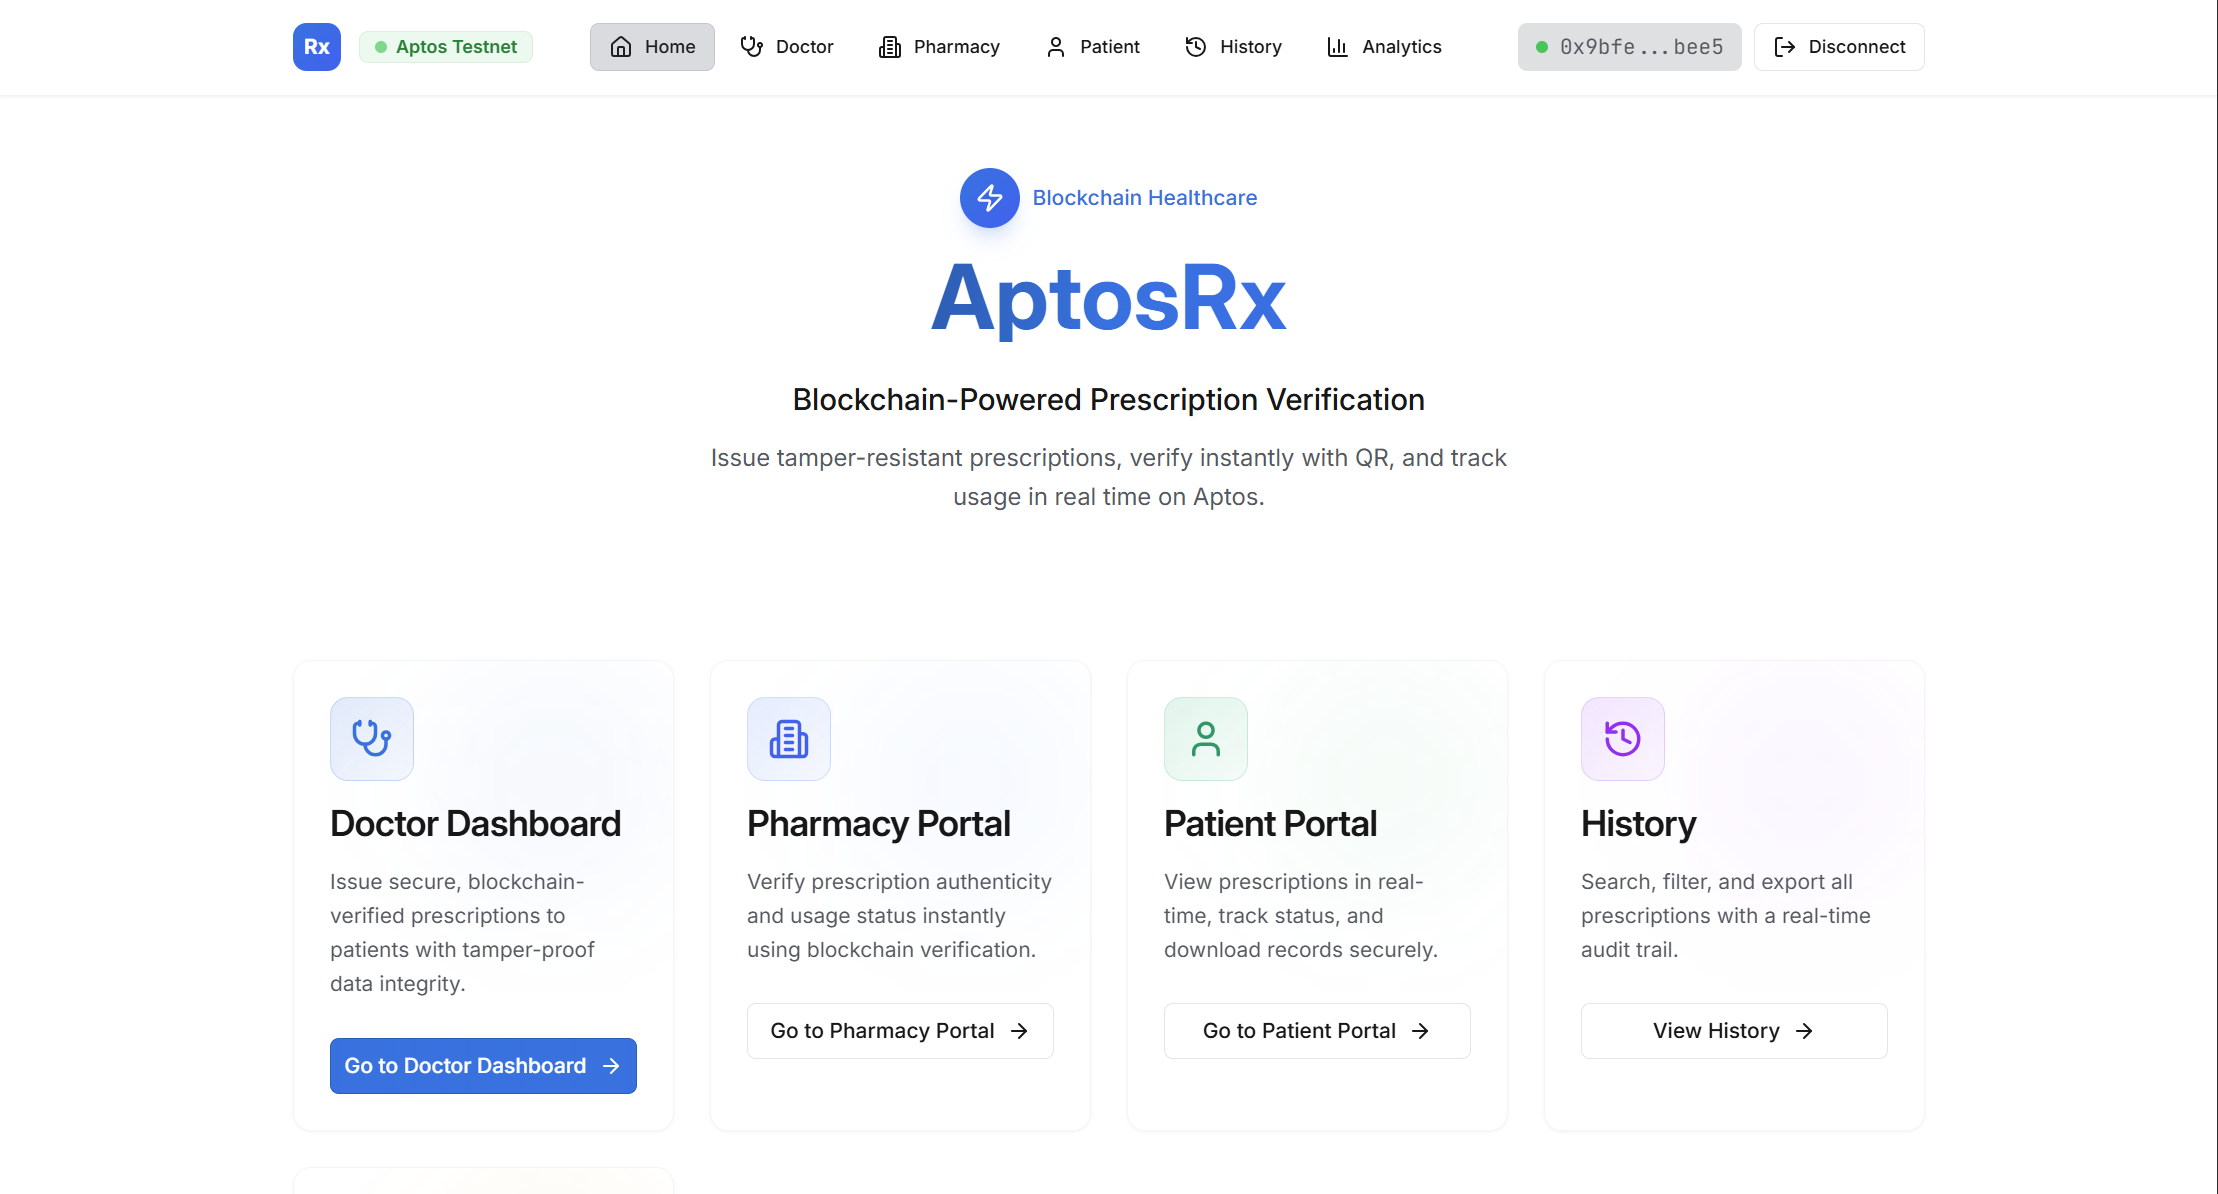 Rx
Aptos Testnet
Home
Doctor
Pharmacy
Patient
History
Analytics
0x9bfe...bee5
Disconnect
Blockchain Healthcare
AptosRx
Blockchain-Powered Prescription Verification
Issue tamper-resistant prescriptions, verify instantly with QR, and track
usage in real time on Aptos.
Doctor Dashboard
Issue secure, blockchain-
verified prescriptions to
patients with tamper-proof
data integrity.
Go to Doctor Dashboard
Pharmacy Portal
Verify prescription authenticity
and usage status instantly
using blockchain verification.
Go to Pharmacy Portal
Patient Portal
View prescriptions in real-
time, track status, and
download records securely.
Go to Patient Portal
History
Search, filter, and export all
prescriptions with a real-time
audit trail.
View History